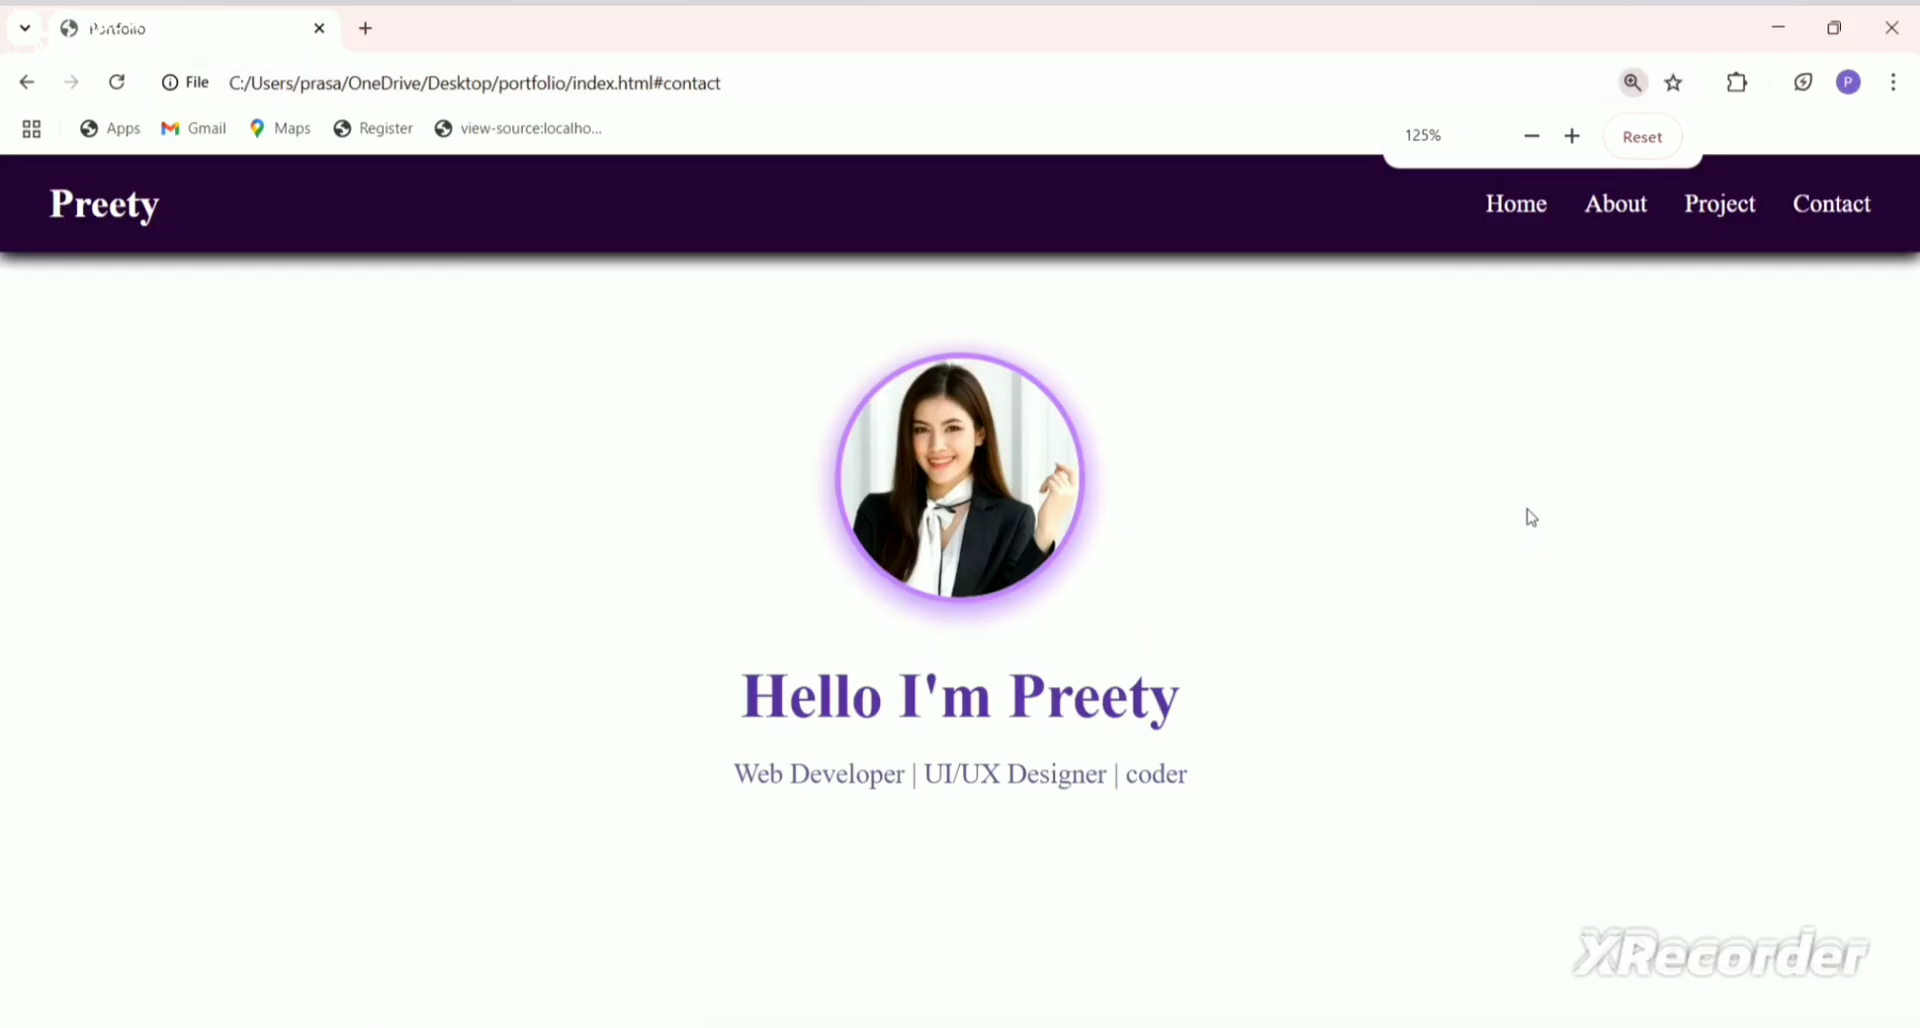 Portfolio
File C:/Users/prasa/OneDrive/Desktop/portfolio/index.html#contact
P
Apps Gmail Maps Register view-source:localho...
125% Reset
Preety Home About Project Contact
Hello I'm Preety
Web Developer | UI/UX Designer | coder
XRecorder